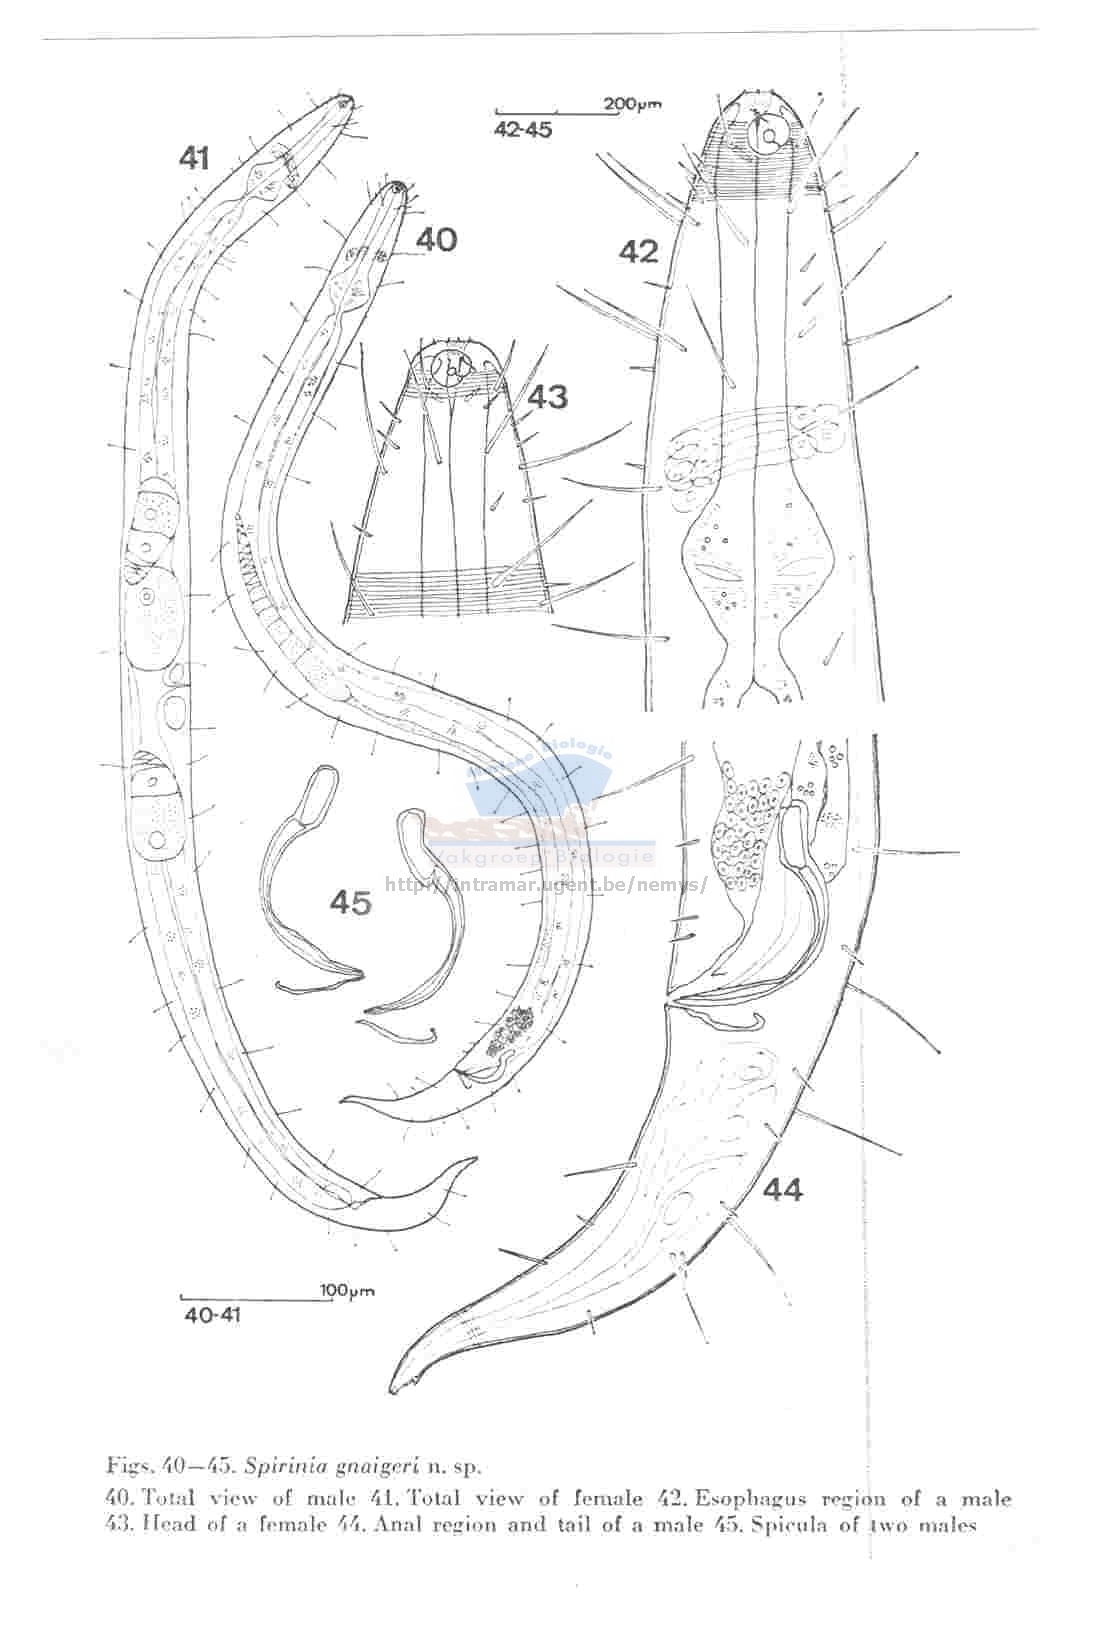 41
200µm
42-45
40
42
43
Mariene Biologie
Vakgroep Biologie
http://intramar.ugent.be/nemys/
45
44
100µm
40-41
Figs. 40—45. Spirinia gnaigeri n. sp.
40. Total view of male 41. Total view of female 42. Esophagus region of a male
43. Head of a female 44. Anal region and tail of a male 45. Spicula of two males